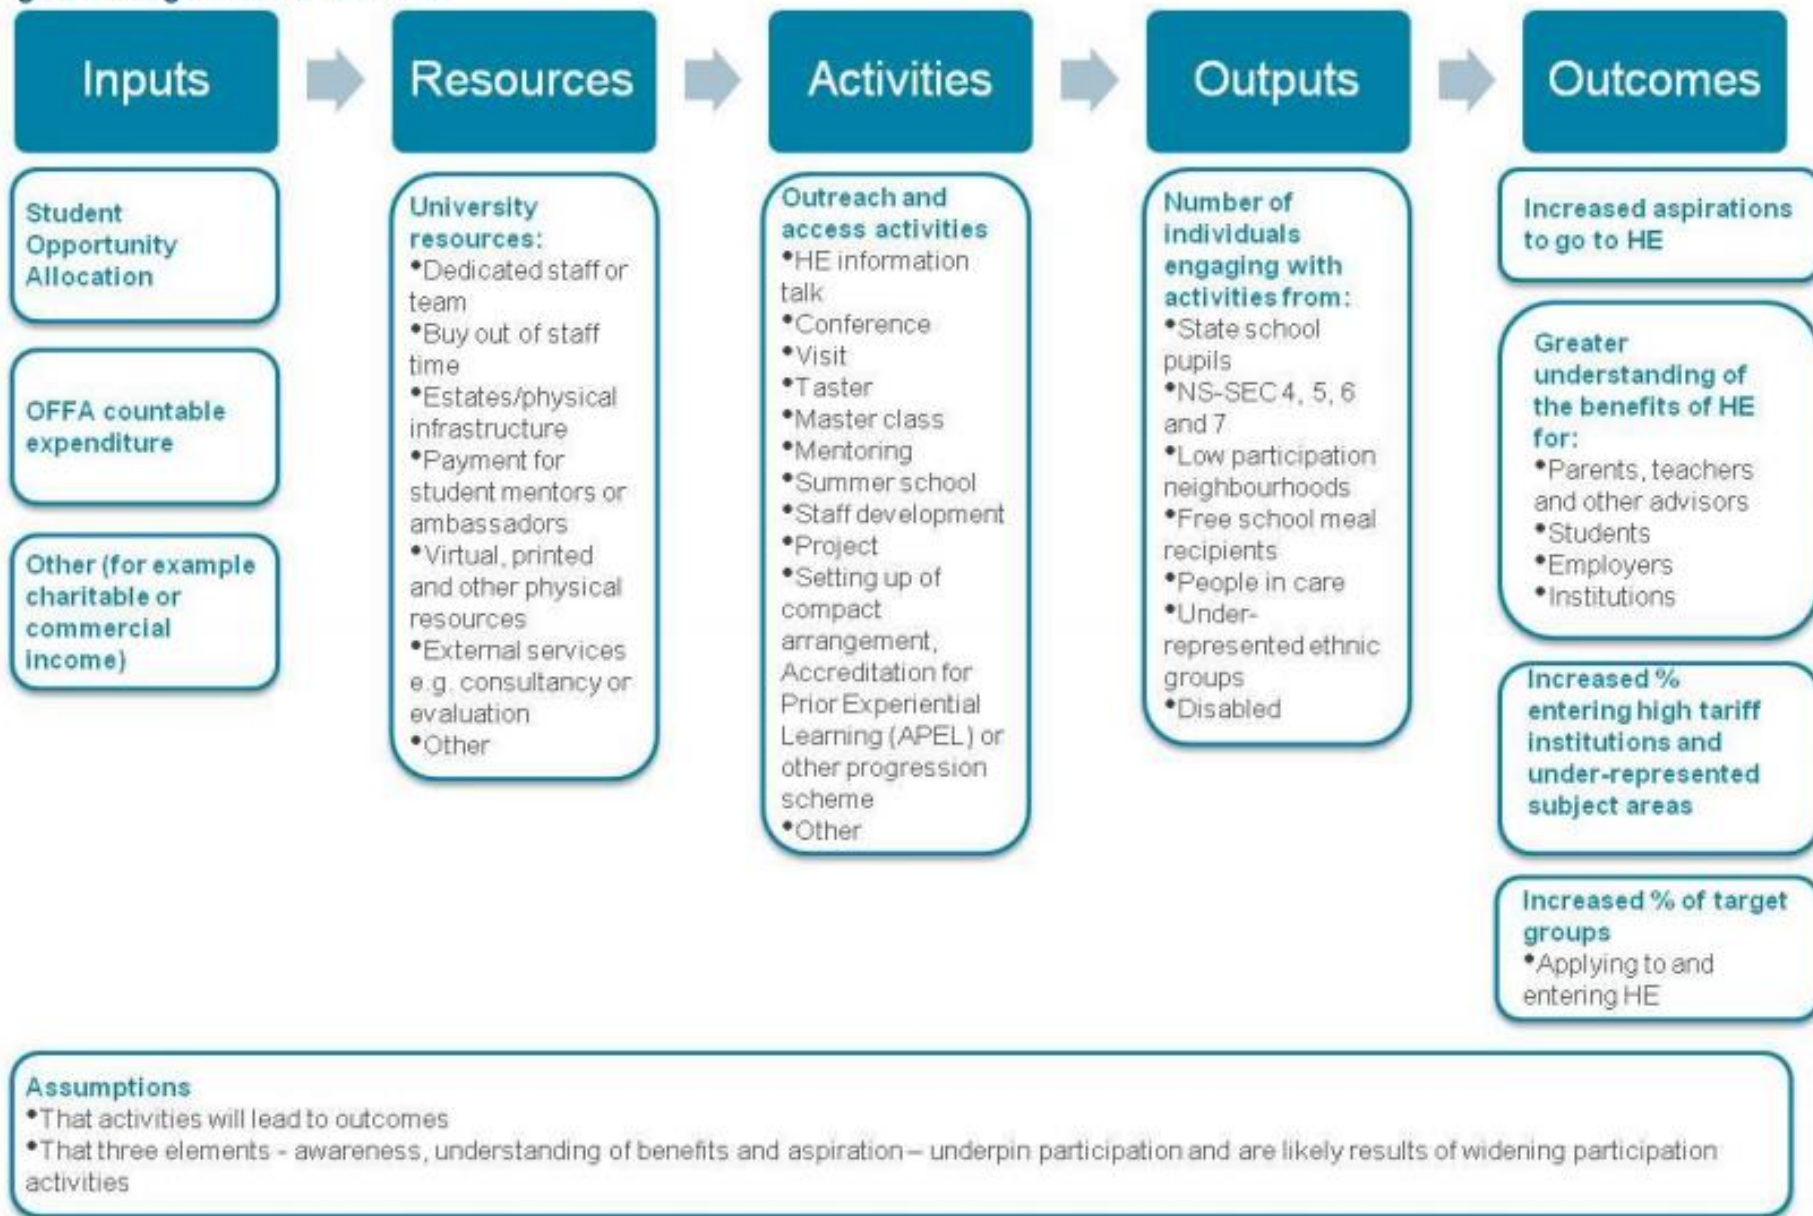 Inputs
Resources
Activities
Outputs
Outcomes
Student
Opportunity
Allocation
OFFA countable
expenditure
Other (for example
charitable or
commercial
income)
University
resources:
•Dedicated staff or
team
•Buy out of staff
time
•Estates/physical
infrastructure
•Payment for
student mentors or
ambassadors
•Virtual, printed
and other physical
resources
•External services
e.g. consultancy or
evaluation
•Other
Outreach and
access activities
•HE information
talk
•Conference
•Visit
•Taster
•Master class
•Mentoring
•Summer school
•Staff development
•Project
•Setting up of
compact
arrangement,
Accreditation for
Prior Experiential
Learning (APEL) or
other progression
scheme
•Other
Number of
individuals
engaging with
activities from:
•State school
pupils
•NS-SEC 4, 5, 6
and 7
•Low participation
neighbourhoods
•Free school meal
recipients
•People in care
•Under-
represented ethnic
groups
•Disabled
Increased aspirations
to go to HE
Greater
understanding of
the benefits of HE
for:
•Parents, teachers
and other advisors
•Students
•Employers
•Institutions
Increased %
entering high tariff
institutions and
under-represented
subject areas
Increased % of target
groups
•Applying to and
entering HE
Assumptions
•That activities will lead to outcomes
•That three elements - awareness, understanding of benefits and aspiration – underpin participation and are likely results of widening participation
activities